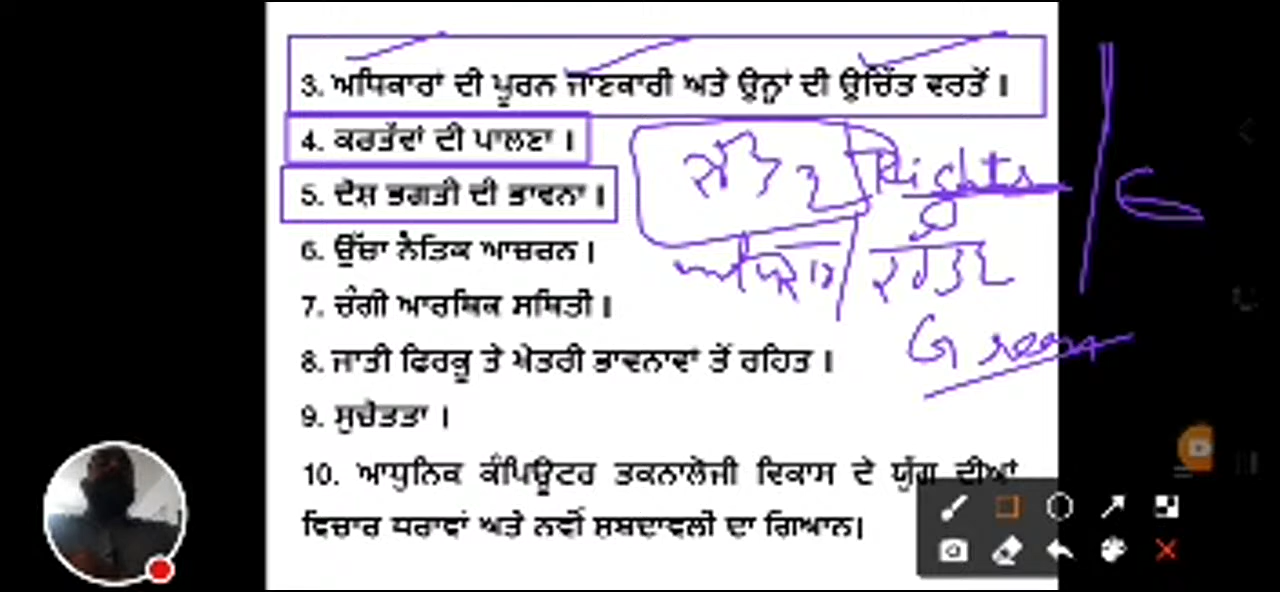 3. ਅਧਿਕਾਰਾਂ ਦੀ ਪੂਰਨ ਜਾਣਕਾਰੀ ਅਤੇ ਉਨ੍ਹਾਂ ਦੀ ਉਚਿੱਤ ਵਰਤੋਂ ।
4. ਕਰਤੱਵਾਂ ਦੀ ਪਾਲਣਾ ।
Rights
5. ਦੇਸ਼ ਭਗਤੀ ਦੀ ਭਾਵਨਾ ।
6. ਉੱਚਾ ਨੈਤਿਕ ਆਚਰਨ ।
7. ਚੰਗੀ ਆਰਥਿਕ ਸਥਿਤੀ ।
Green
8. ਜਾਤੀ ਫਿਰਕੂ ਤੇ ਖੇਤਰੀ ਭਾਵਨਾਵਾਂ ਤੋਂ ਰਹਿਤ ।
9. ਸੁਚੇਤਤਾ ।
10. ਆਧੁਨਿਕ ਕੰਪਿਊਟਰ ਤਕਨਾਲੋਜੀ ਵਿਕਾਸ ਦੇ ਯੁੱਗ ਦੀਆਂ
ਵਿਚਾਰ ਧਰਾਵਾਂ ਅਤੇ ਨਵੀਂ ਸ਼ਬਦਾਵਲੀ ਦਾ ਗਿਆਨ।